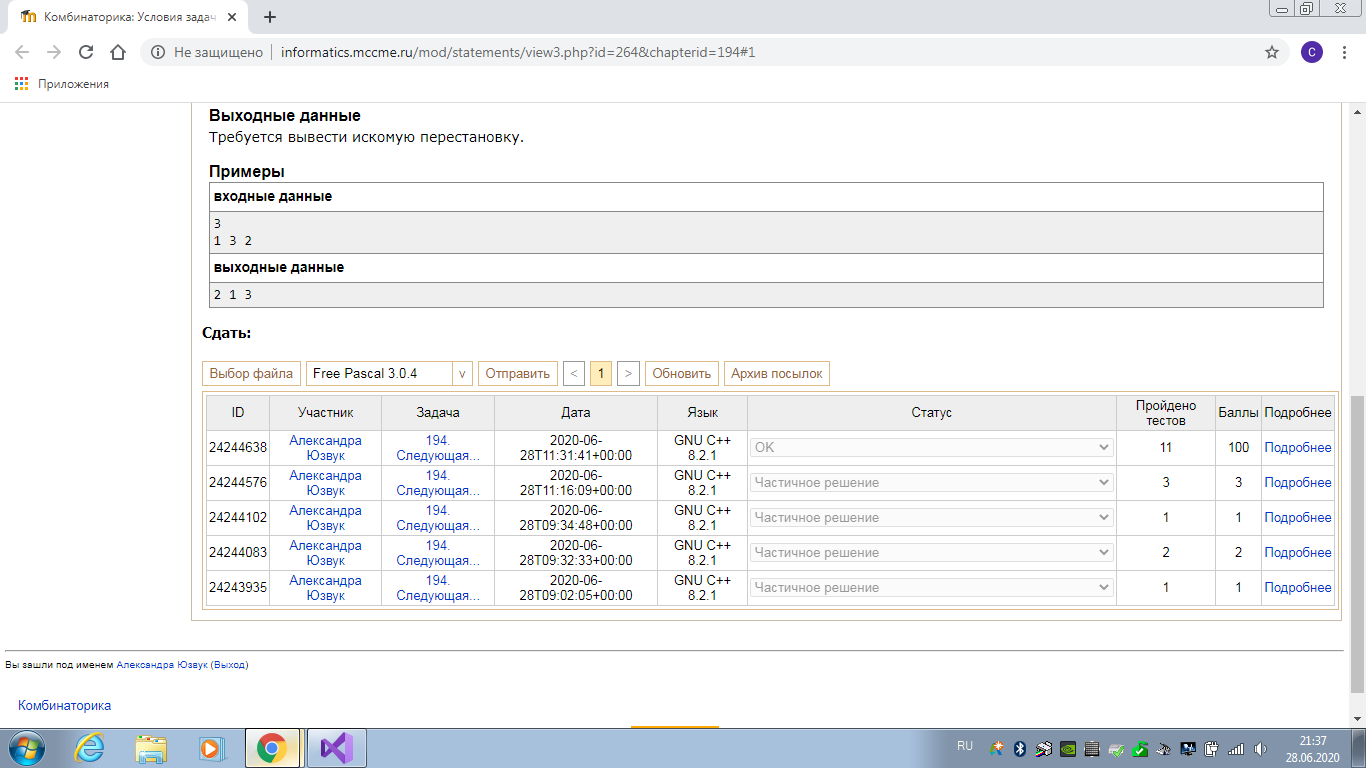 Комбинаторика: Условия задач
Не защищено
informatics.mccme.ru/mod/statements/view3.php?id=264&chapterid=194#1
C
Приложения
Выходные данные
Требуется вывести искомую перестановку.
Примеры
входные данные
3
1 3 2
выходные данные
2 1 3
Сдать:
Выбор файла Free Pascal 3.0.4 v Отправить < 1 > Обновить Архив посылок
ID Участник Задача Дата Язык Статус Пройдено тестов Баллы Подробнее
24244638 Александра Юзвук 194. Следующая... 2020-06-28T11:31:41+00:00 GNU C++ 8.2.1 OK 11 100 Подробнее
24244576 Александра Юзвук 194. Следующая... 2020-06-28T11:16:09+00:00 GNU C++ 8.2.1 Частичное решение 3 3 Подробнее
24244102 Александра Юзвук 194. Следующая... 2020-06-28T09:34:48+00:00 GNU C++ 8.2.1 Частичное решение 1 1 Подробнее
24244083 Александра Юзвук 194. Следующая... 2020-06-28T09:32:33+00:00 GNU C++ 8.2.1 Частичное решение 2 2 Подробнее
24243935 Александра Юзвук 194. Следующая... 2020-06-28T09:02:05+00:00 GNU C++ 8.2.1 Частичное решение 1 1 Подробнее
Вы зашли под именем Александра Юзвук (Выход)
Комбинаторика
RU
21:37
28.06.2020